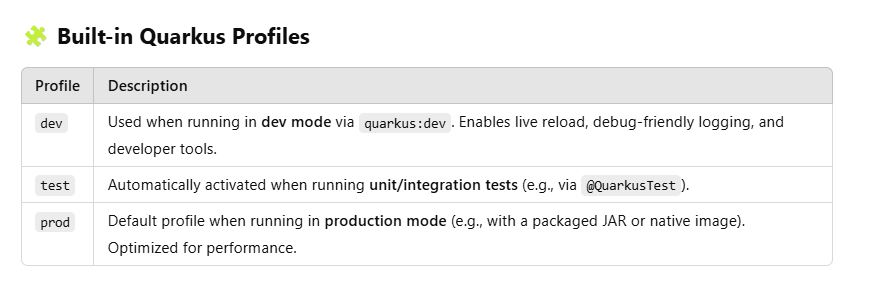 Built-in Quarkus Profiles
Profile Description
dev Used when running in dev mode via quarkus:dev. Enables live reload, debug-friendly logging, and
developer tools.
test Automatically activated when running unit/integration tests (e.g., via @QuarkusTest).
prod Default profile when running in production mode (e.g., with a packaged JAR or native image).
Optimized for performance.